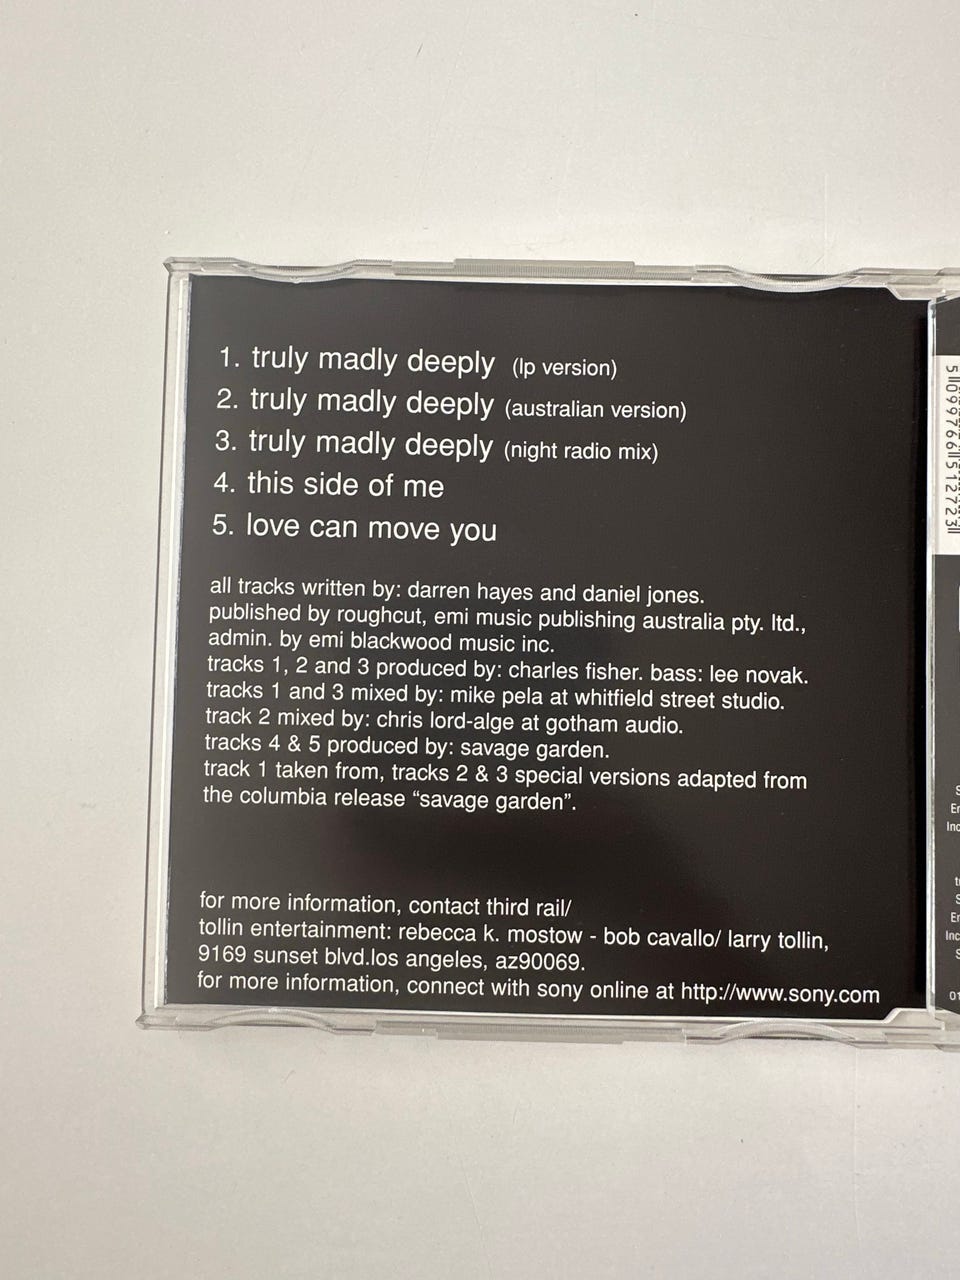 1. truly madly deeply (lp version)
2. truly madly deeply (australian version)
3. truly madly deeply (night radio mix)
4. this side of me
5. love can move you
all tracks written by: darren hayes and daniel jones.
published by roughcut, emi music publishing australia pty. ltd.,
admin. by emi blackwood music inc.
tracks 1, 2 and 3 produced by: charles fisher. bass: lee novak.
tracks 1 and 3 mixed by: mike pela at whitfield street studio.
track 2 mixed by: chris lord-alge at gotham audio.
tracks 4 & 5 produced by: savage garden.
track 1 taken from, tracks 2 & 3 special versions adapted from
the columbia release “savage garden”.
for more information, contact third rail/
tollin entertainment: rebecca k. mostow - bob cavallo/ larry tollin,
9169 sunset blvd.los angeles, az90069.
for more information, connect with sony online at http://www.sony.com
5 099766 512723